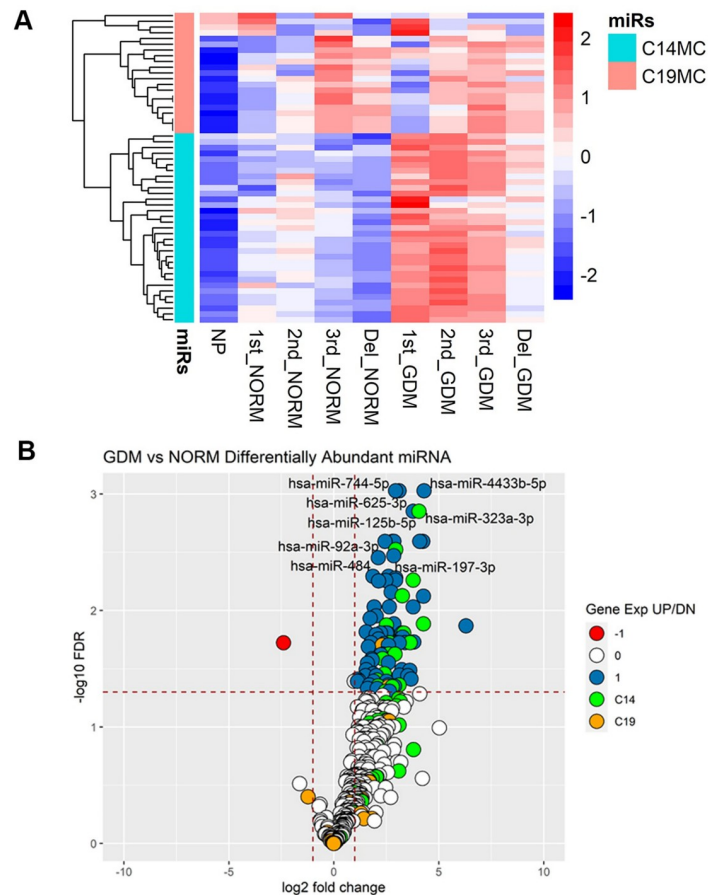 A
miRs
C14MC
C19MC
2
1
0
-1
-2
miRs
NP
1st_NORM
2nd_NORM
3rd_NORM
Del_NORM
1st_GDM
2nd_GDM
3rd_GDM
Del_GDM
B
GDM vs NORM Differentially Abundant miRNA
hsa-miR-744-5p
hsa-miR-4433b-5p
hsa-miR-625-3p
hsa-miR-125b-5p
hsa-miR-323a-3p
hsa-miR-92a-3p
hsa-miR-484
hsa-miR-197-3p
-log10 FDR
3
2
1
0
-10
-5
0
5
10
log2 fold change
Gene Exp UP/DN
-1
0
1
C14
C19